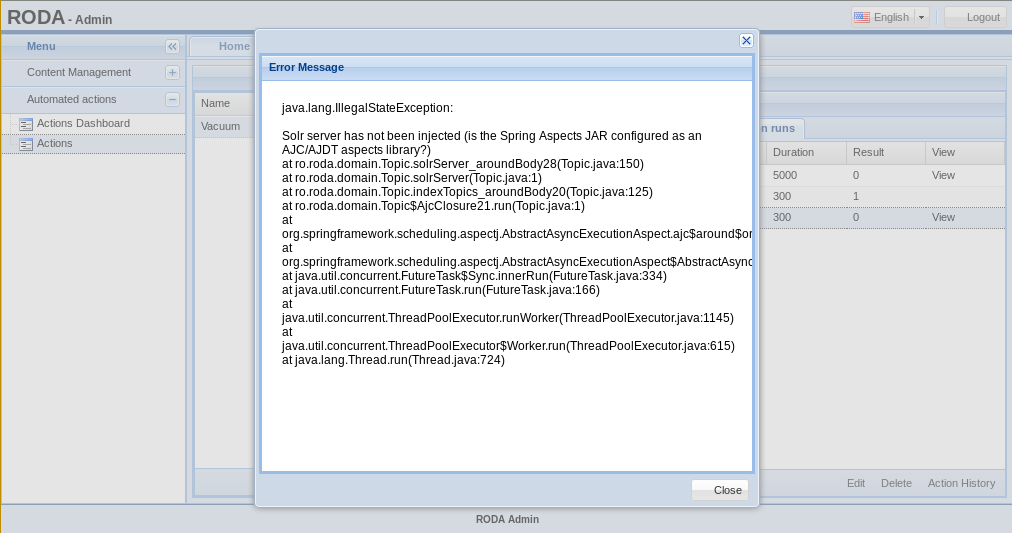 RODA - Admin
English
Logout
Menu
Home
Content Management
Automated actions
Actions Dashboard
Actions
Name
Vacuum
Error Message
java.lang.IllegalStateException:
Solr server has not been injected (is the Spring Aspects JAR configured as an
AJC/AJDT aspects library?)
at ro.roda.domain.Topic.solrServer_aroundBody28(Topic.java:150)
at ro.roda.domain.Topic.solrServer(Topic.java:1)
at ro.roda.domain.Topic.indexTopics_aroundBody20(Topic.java:125)
at ro.roda.domain.Topic$AjcClosure21.run(Topic.java:1)
at
org.springframework.scheduling.aspectj.AbstractAsyncExecutionAspect.ajc$around$or
at
org.springframework.scheduling.aspectj.AbstractAsyncExecutionAspect$AbstractAsync
at java.util.concurrent.FutureTask$Sync.innerRun(FutureTask.java:334)
at java.util.concurrent.FutureTask.run(FutureTask.java:166)
at
java.util.concurrent.ThreadPoolExecutor.runWorker(ThreadPoolExecutor.java:1145)
at
java.util.concurrent.ThreadPoolExecutor$Worker.run(ThreadPoolExecutor.java:615)
at java.lang.Thread.run(Thread.java:724)
Close
n runs
Duration Result View
5000 0 View
300 1
300 0 View
Edit Delete Action History
RODA Admin